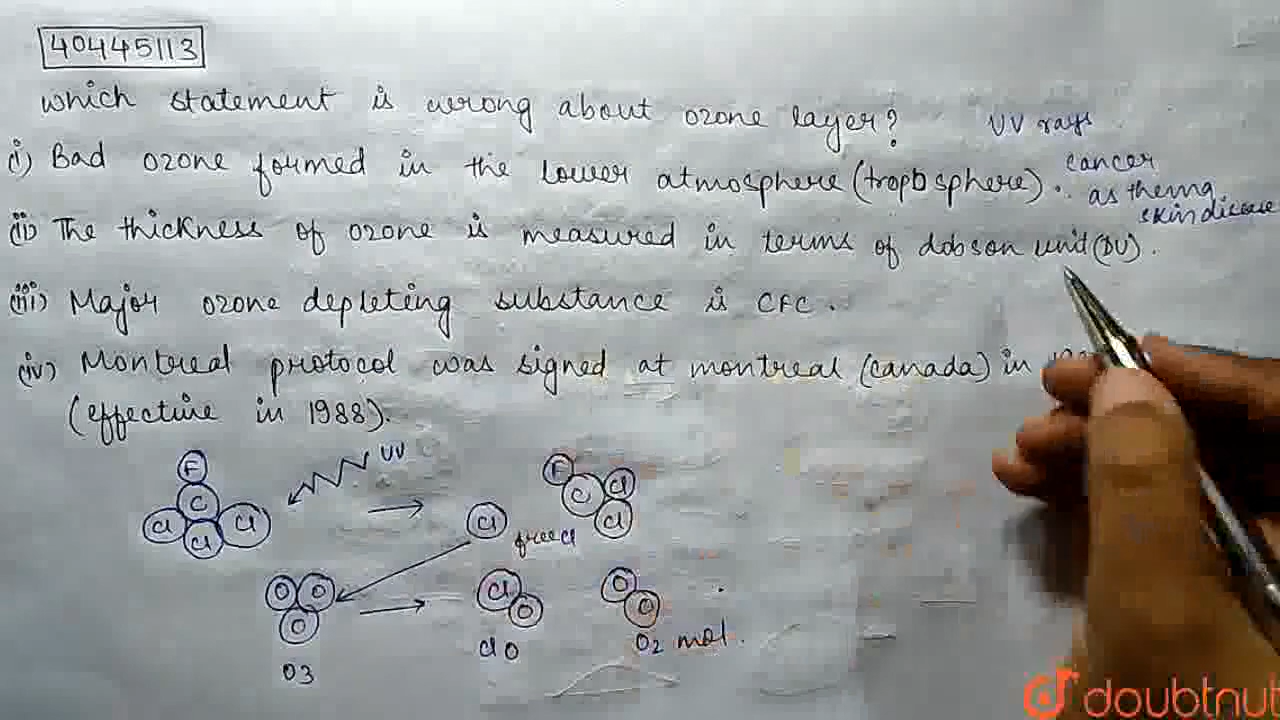 40445113
which statement is wrong about ozone layer?
(i) Bad ozone formed in the lower atmosphere (troposphere).
UV rays
cancer
as thema
skin disease
(ii) The thickness of ozone is measured in terms of dobson unit (DU).
(iii) Major ozone depleting substance is CFC.
(iv) Montreal protocol was signed at montreal (canada) in
(effective in 1988).
UV
F
C
Cl Cl
Cl
Cl
free Cl
F
C Cl
Cl
O O
O
O3
Cl
O
ClO
O
O
O2 mol.
doubtnut